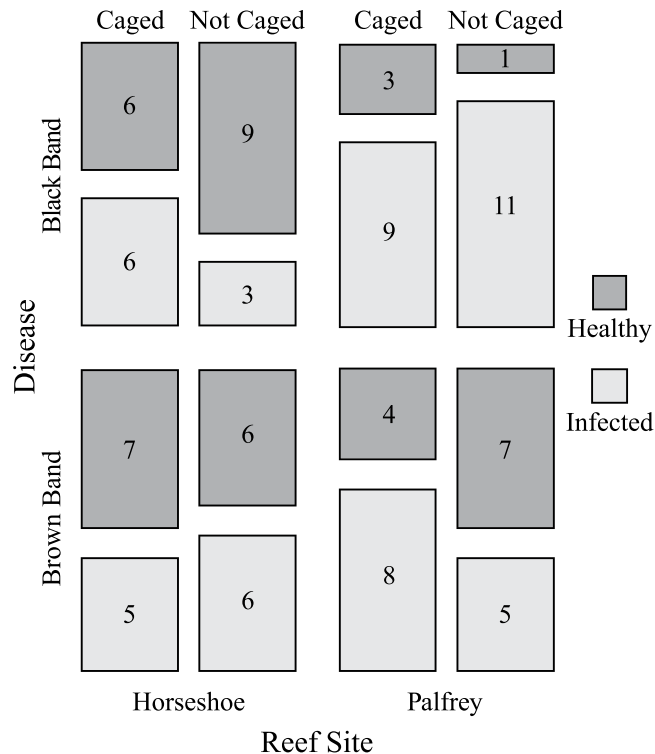 Caged Not Caged Caged Not Caged
Black Band
6
9
3
1
6
3
9
11
Healthy
Disease
Infected
Brown Band
7
6
4
7
5
6
8
5
Horseshoe Palfrey
Reef Site